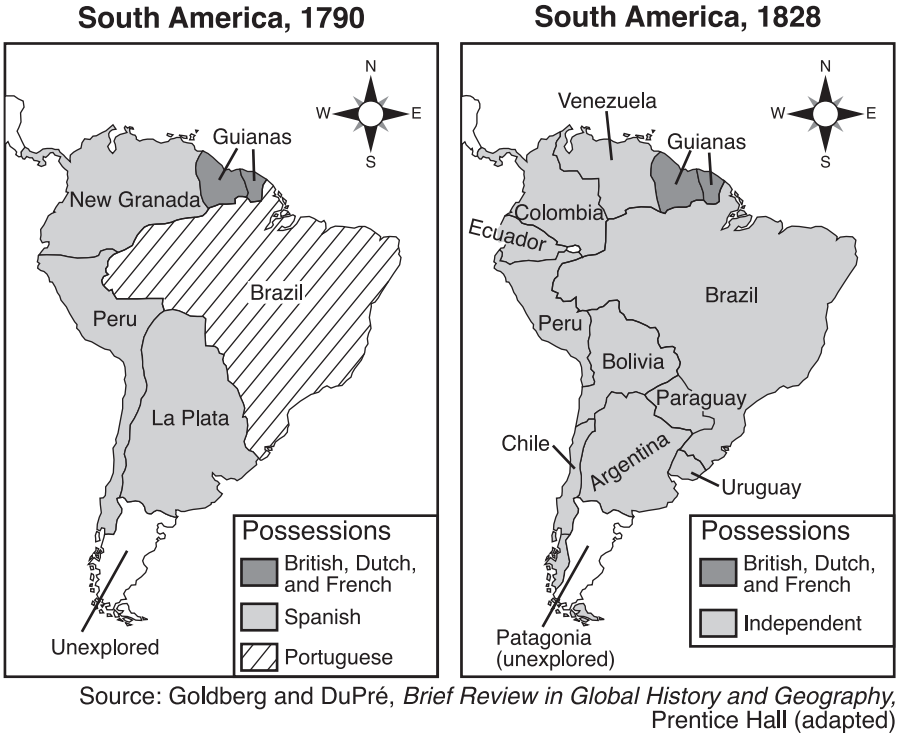 South America, 1790
N
W E
S
Guianas
New Granada
Brazil
Peru
La Plata
Unexplored
Possessions
British, Dutch,
and French
Spanish
Portuguese
South America, 1828
N
W E
S
Venezuela
Guianas
Colombia
Ecuador
Brazil
Peru
Bolivia
Paraguay
Chile
Argentina
Uruguay
Patagonia
(unexplored)
Possessions
British, Dutch,
and French
Independent
Source: Goldberg and DuPré, Brief Review in Global History and Geography,
Prentice Hall (adapted)